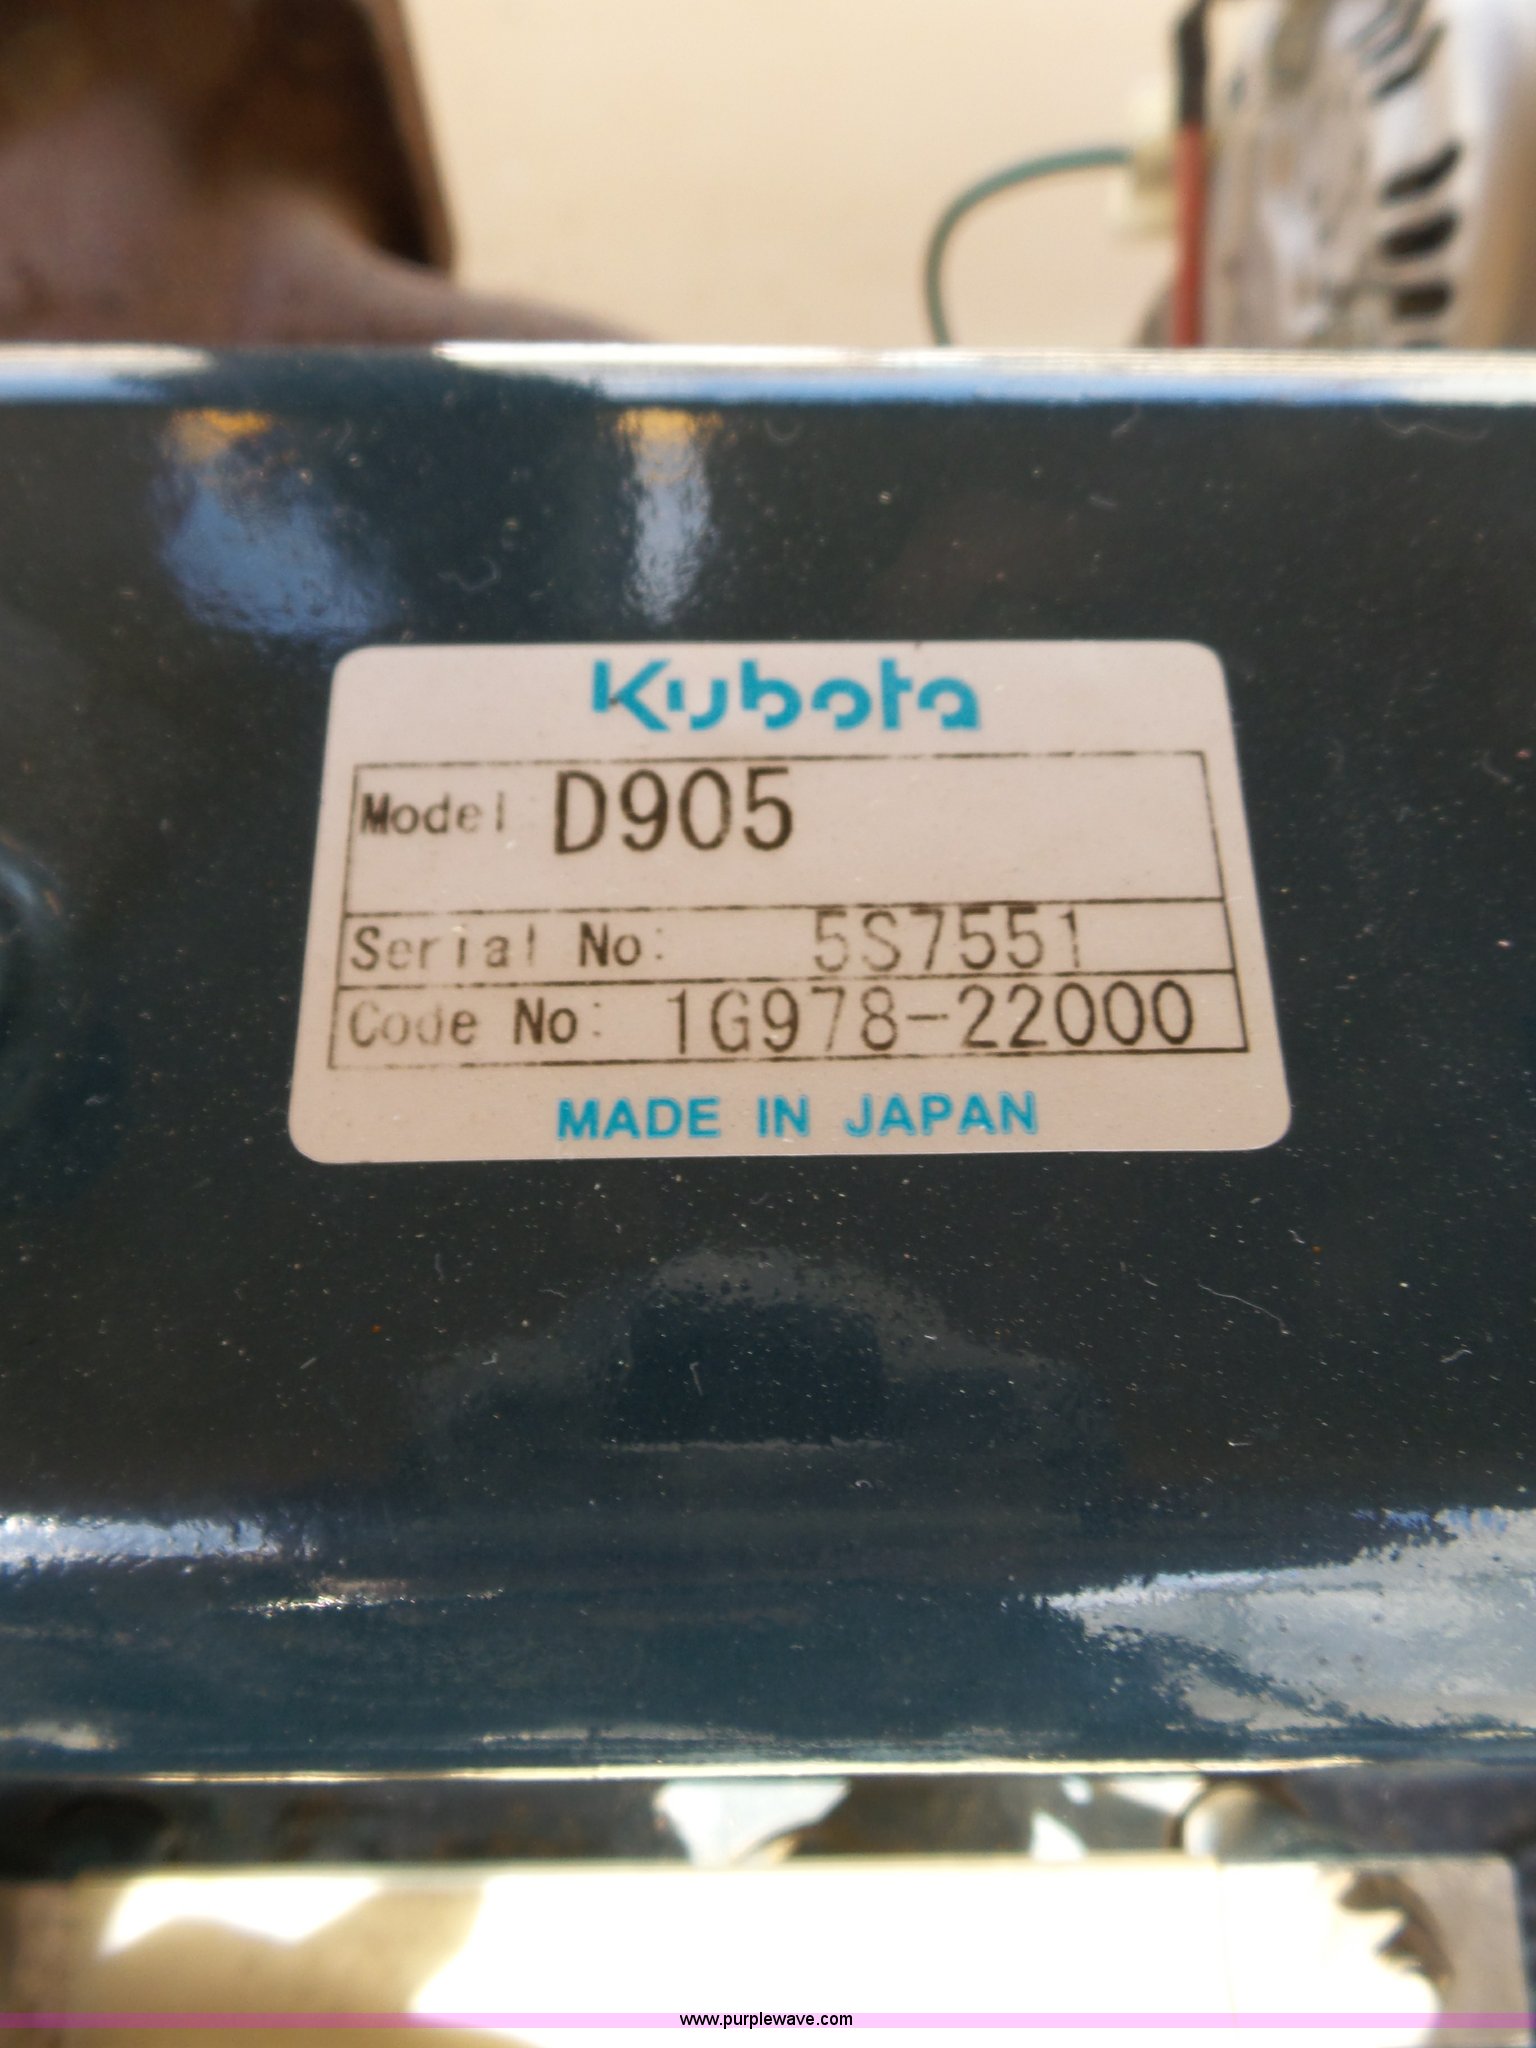 Kubota
Model D905
Serial No: 5S7551
Code No: 1G978-22000
MADE IN JAPAN
www.purplewave.com